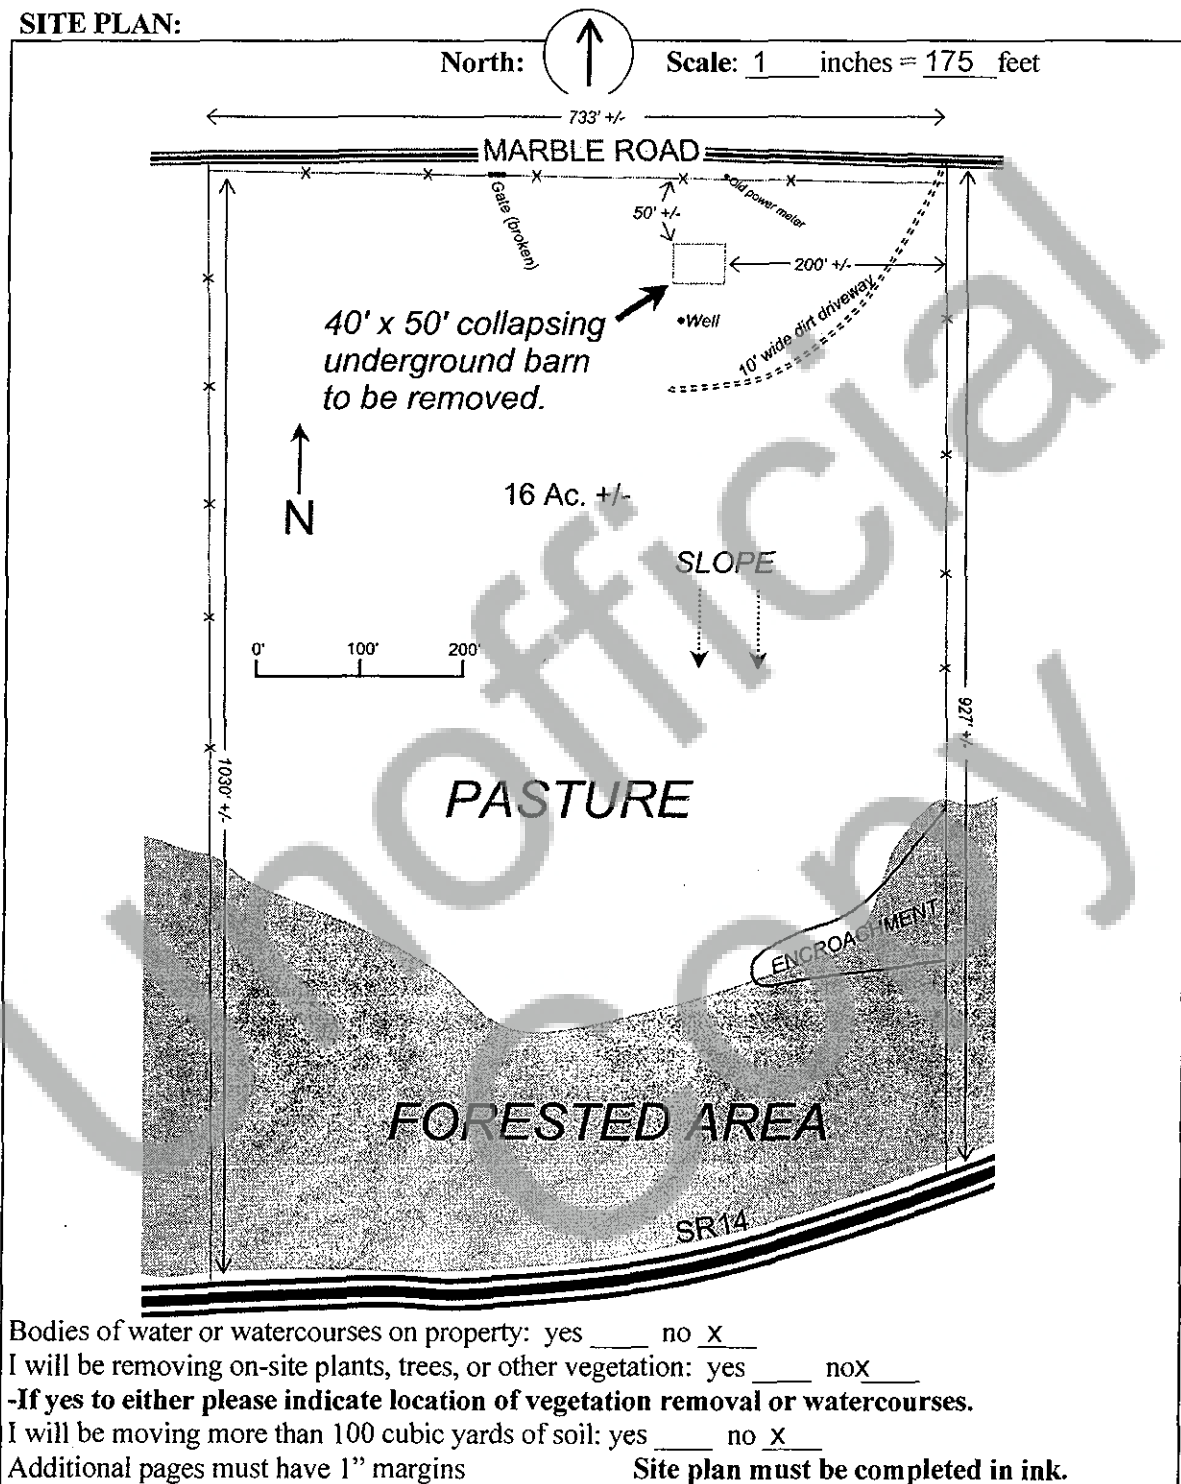 SITE PLAN:
North: Scale: 1 inches = 175 feet
733' +/-
MARBLE ROAD
Gate (broken)
50' +/-
Old power meter
200' +/-
10' wide dirt driveway
•Well
40' x 50' collapsing
underground barn
to be removed.
N
16 Ac. +/-
SLOPE
0' 100' 200'
927' +/-
1030' +/-
PASTURE
ENCROACHMENT
FORESTED AREA
SR14
Unofficial
Copy
Bodies of water or watercourses on property: yes ____ no x
I will be removing on-site plants, trees, or other vegetation: yes ____ nox____
-If yes to either please indicate location of vegetation removal or watercourses.
I will be moving more than 100 cubic yards of soil: yes ____ no x
Additional pages must have 1" margins Site plan must be completed in ink.